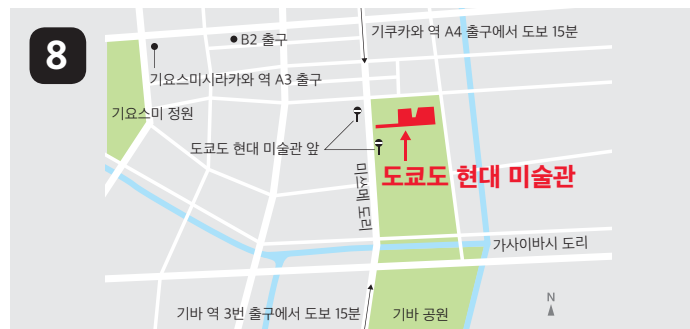 8
B2 출구
기쿠카와 역 A4 출구에서 도보 15분
기요스미시라카와 역 A3 출구
기요스미 정원
도쿄도 현대 미술관 앞
도쿄도 현대 미술관
미쓰메 도리
가사이바시 도리
기바 역 3번 출구에서 도보 15분
기바 공원
N